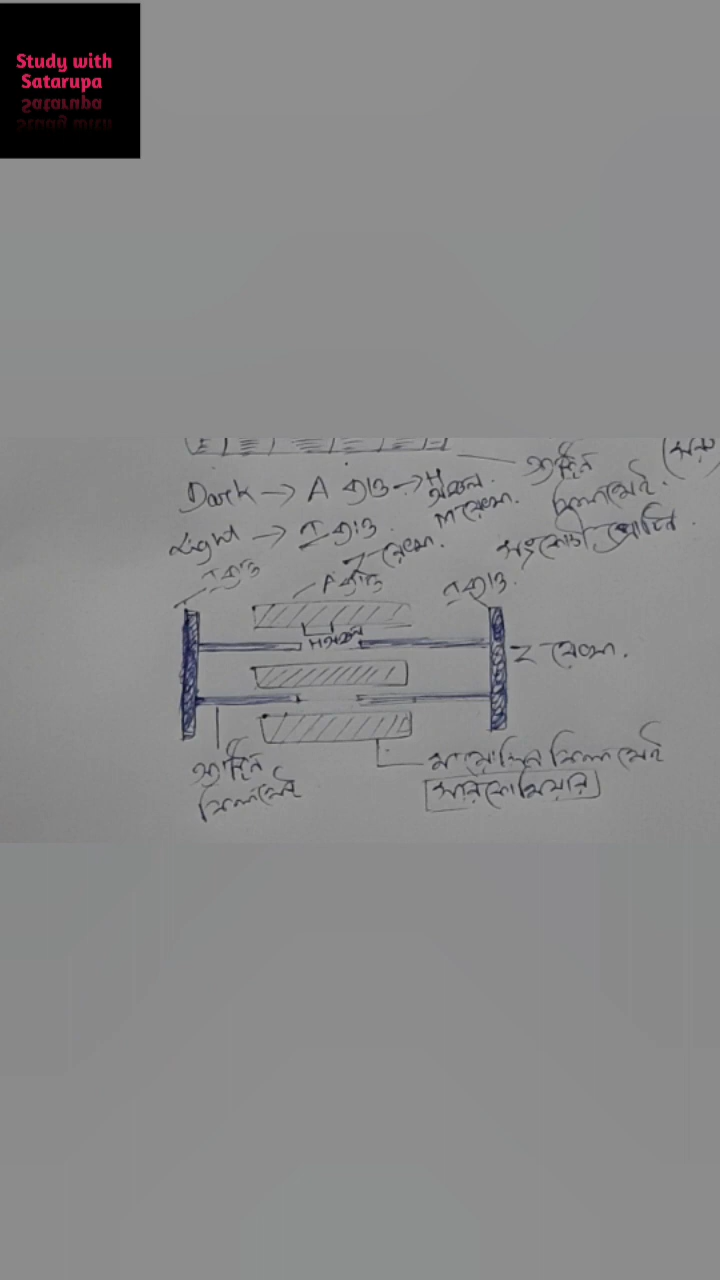 Study with
Satarupa
অ্যাক্টিন
ফিলামেন্ট.
Dark → A ব্যান্ড → H
অঞ্চল.
M রেখা.
Light → I ব্যান্ড.
Z রেখা.
সংকোচী প্রোটিন.
I ব্যান্ড
A ব্যান্ড
I ব্যান্ড.
H অঞ্চল
Z রেখা.
অ্যাক্টিন
ফিলামেন্ট
মায়োসিন ফিলামেন্ট
সারকোমিয়ার